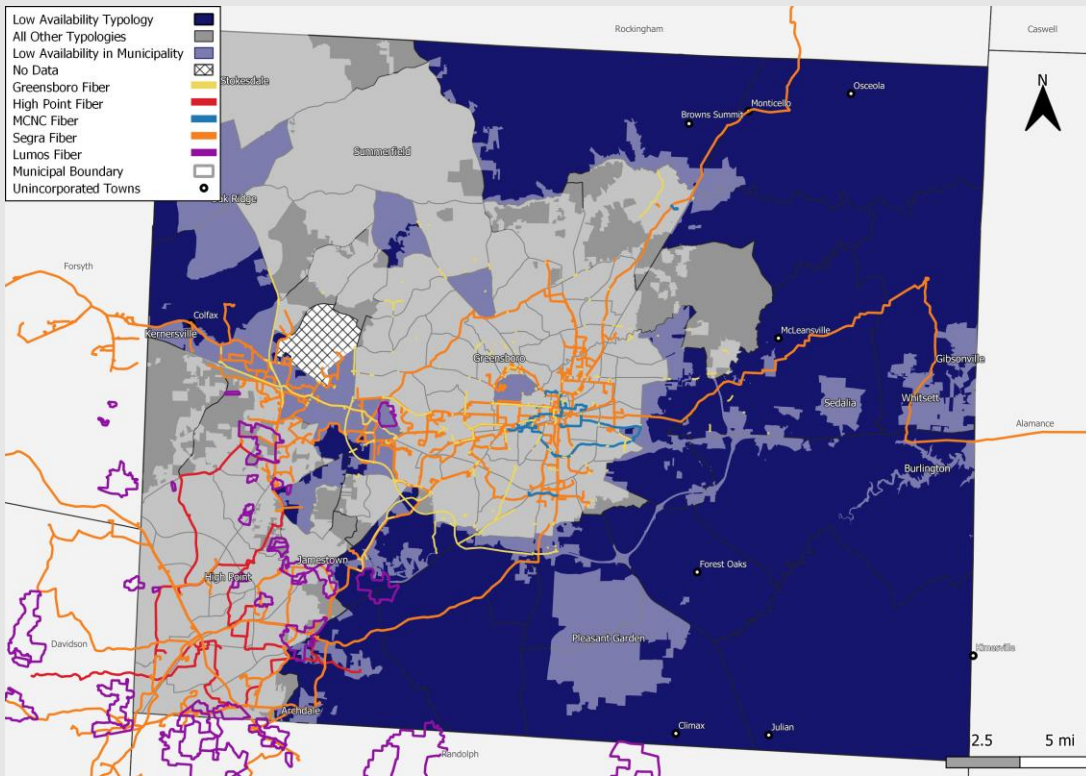 Low Availability Typology
All Other Typologies
Low Availability in Municipality
No Data
Greensboro Fiber
High Point Fiber
MCNC Fiber
Segra Fiber
Lumos Fiber
Municipal Boundary
Unincorporated Towns
Rockingham
Caswell
N
Stokesdale
Osceola
Monticello
Browns Summit
Summerfield
Oak Ridge
Forsyth
Colfax
Kernersville
McLeansville
Greensboro
Gibsonville
Whitsett
Sedalia
Alamance
Burlington
Jamestown
Forest Oaks
High Point
Pleasant Garden
Davidson
Kimesville
Archdale
Climax
Julian
Randolph
2.5 5 mi